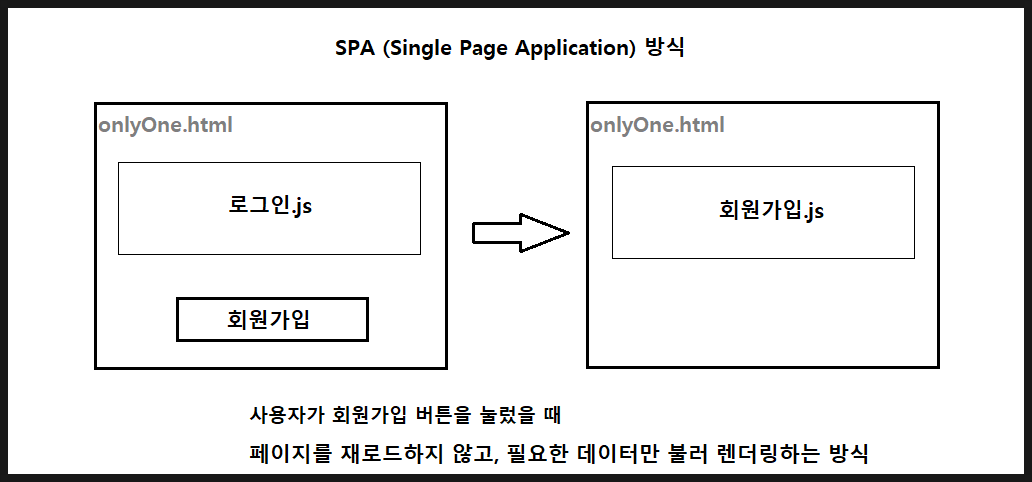 SPA (Single Page Application) 방식
onlyOne.html
로그인.js
회원가입
onlyOne.html
회원가입.js
사용자가 회원가입 버튼을 눌렀을 때
페이지를 재로드하지 않고, 필요한 데이터만 불러 렌더링하는 방식